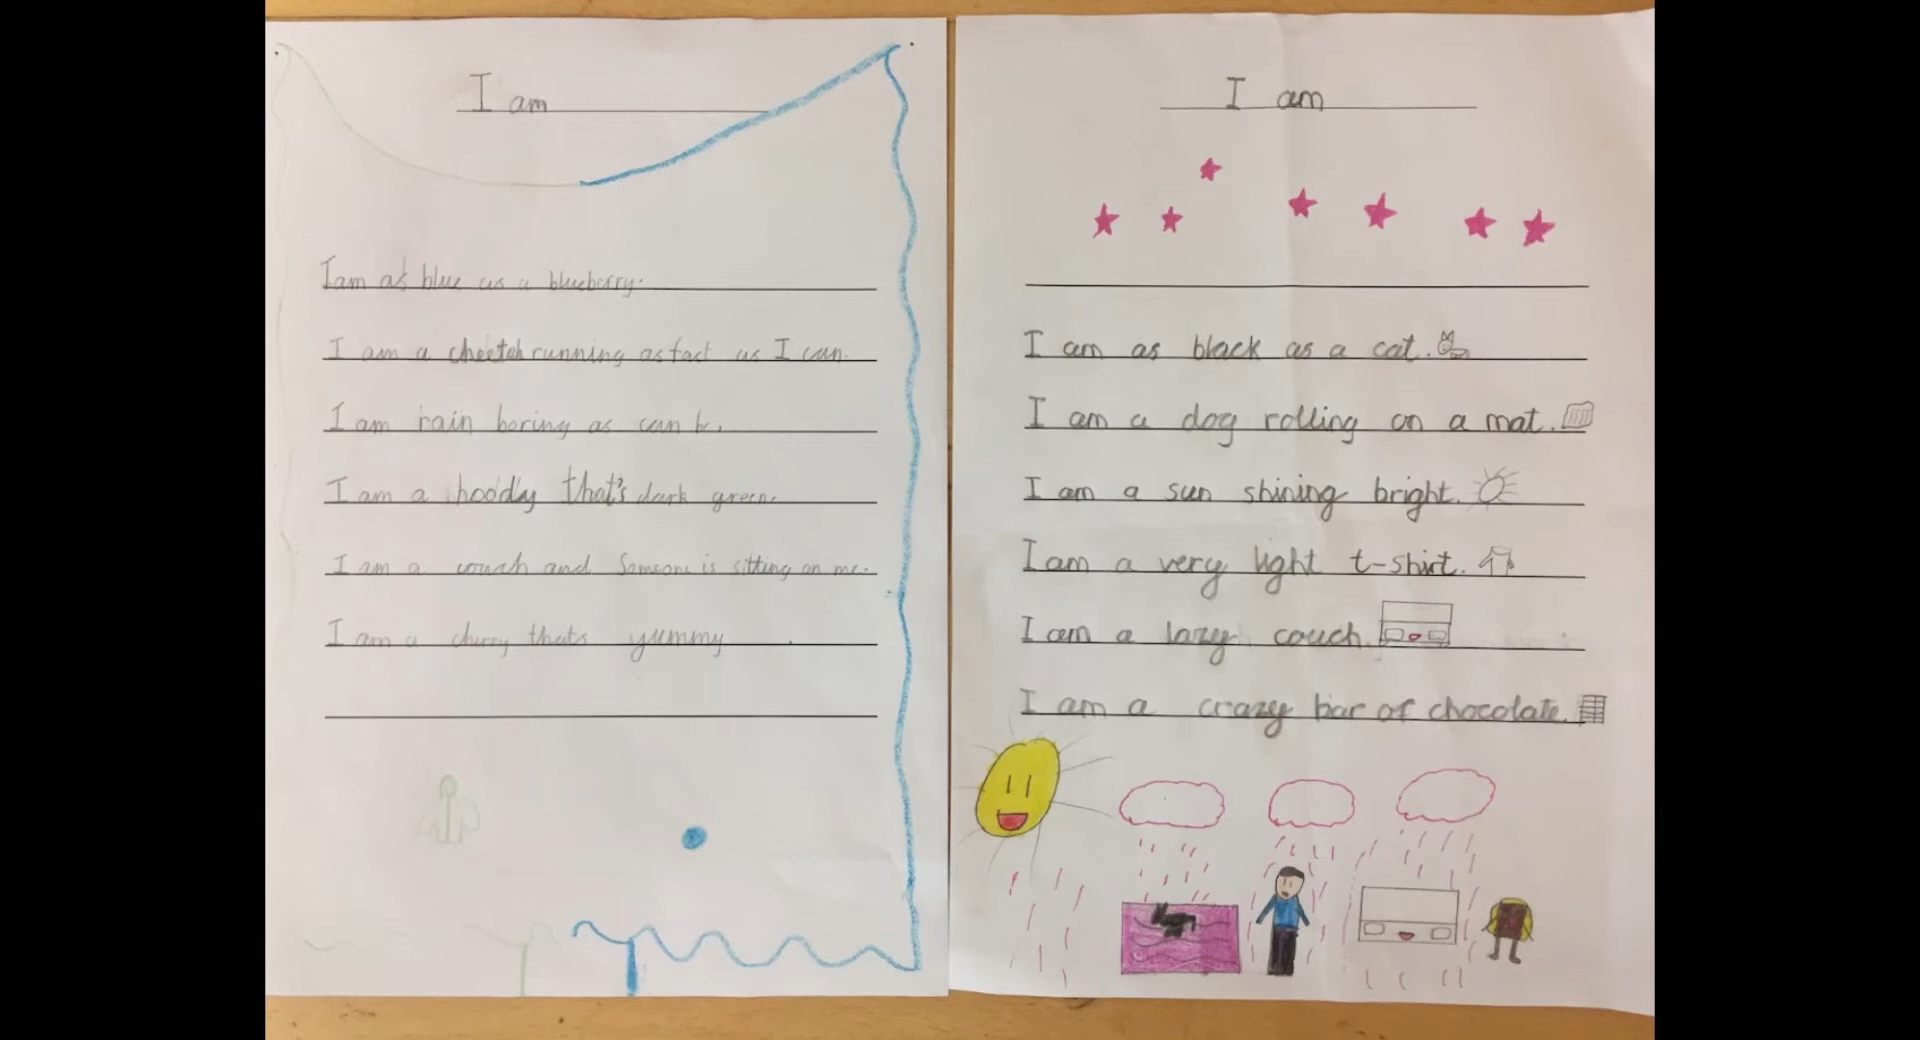 I am
I am as blue as a blueberry.
I am a cheetah running as fast as I can.
I am rain boring as can be.
I am a hoody that's dark green.
I am a couch and Someone is sitting on me.
I am a cherry thats yummy.
I am
I am as black as a cat.
I am a dog rolling on a mat.
I am a sun shining bright.
I am a very light t-shirt.
I am a lazy couch.
I am a crazy bar of chocolate.